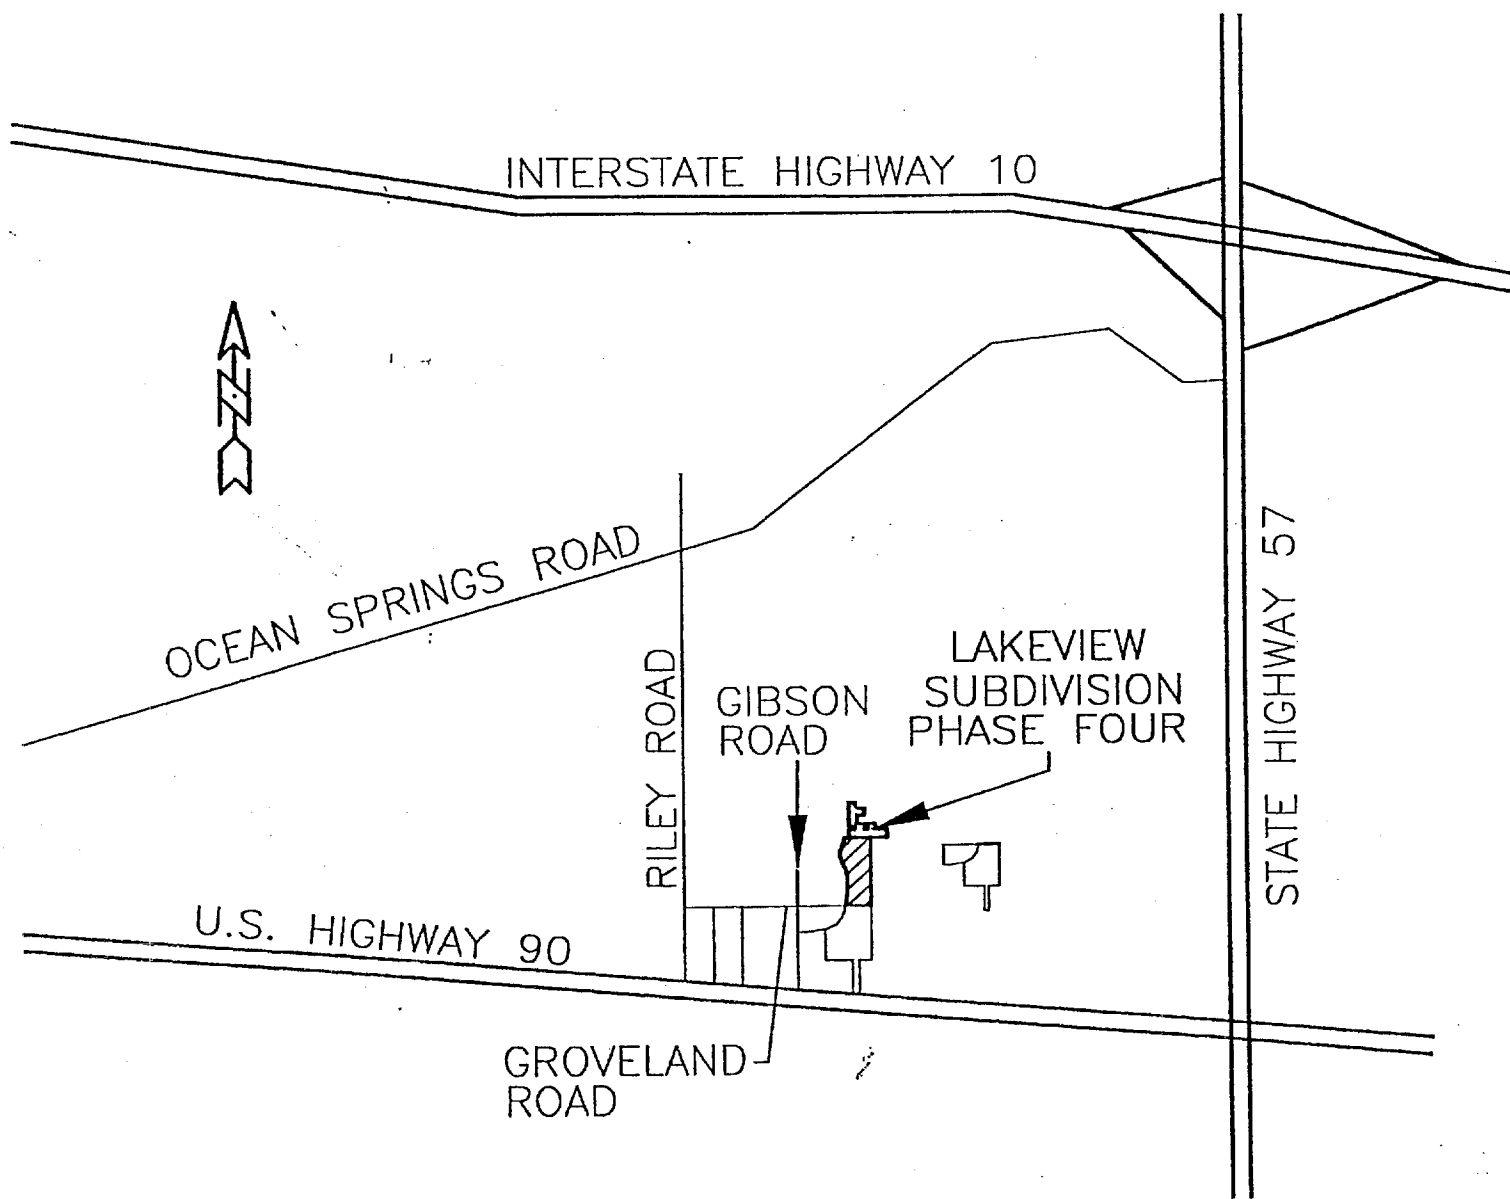 INTERSTATE HIGHWAY 10
N
OCEAN SPRINGS ROAD
STATE HIGHWAY 57
RILEY ROAD
GIBSON
ROAD
LAKEVIEW
SUBDIVISION
PHASE FOUR
U.S. HIGHWAY 90
GROVELAND
ROAD